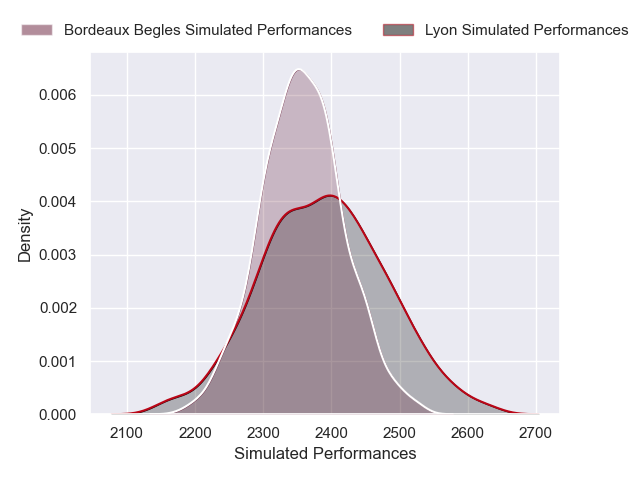 Bordeaux Begles Simulated Performances
Lyon Simulated Performances
0.006
0.005
0.004
0.003
0.002
0.001
0.000
Density
2100 2200 2300 2400 2500 2600 2700
Simulated Performances